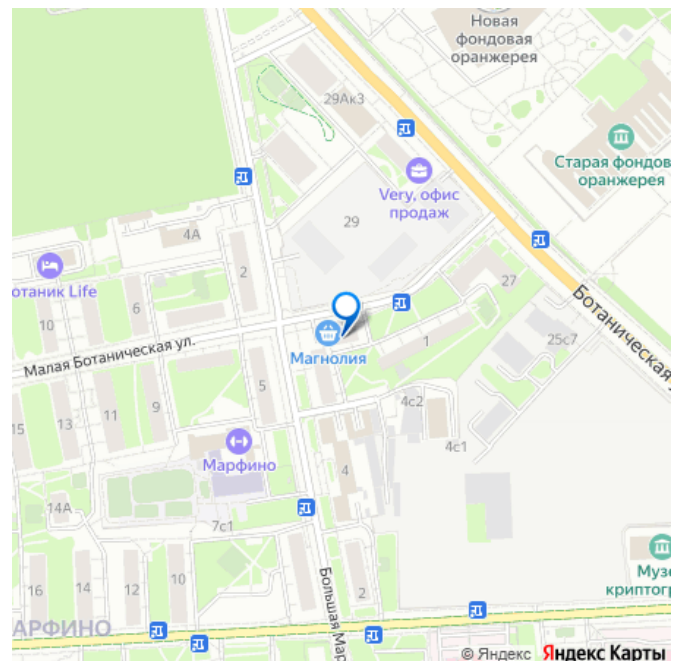 Новая
фондовая
оранжерея
29Ак3
Старая фондов
оранжерея
Very, офис
продаж
29
4А
2
27
отаник Life
10
6
Ботаническая
Малая Ботаническая ул.
Магнолия
1
25с7
5
4с2
15
13
11
9
4с1
Марфино
4
14А
7с1
Музе
криптогр
16
14
12
10
2
Большая Мар
АРФИНО
© Яндекс Яндекс Карты